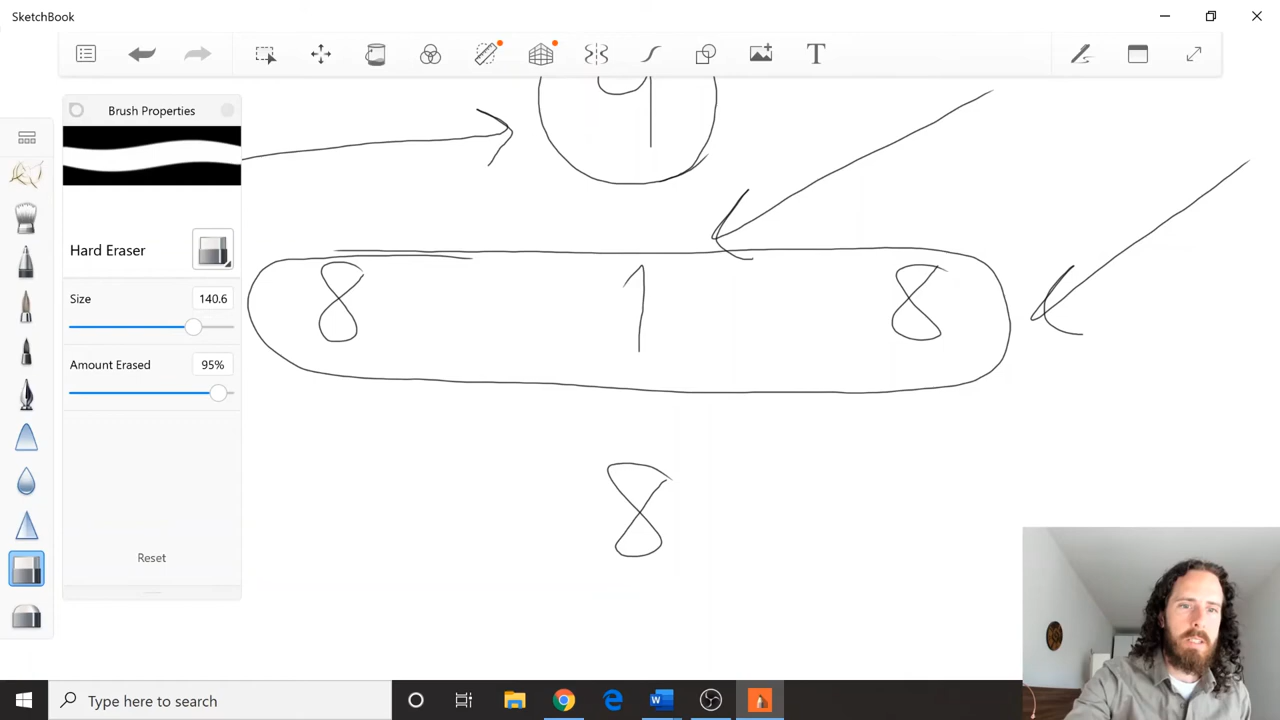 SketchBook
T
Brush Properties
9
Hard Eraser
Size 140.6
8 1 8
Amount Erased 95%
8
Reset
Type here to search